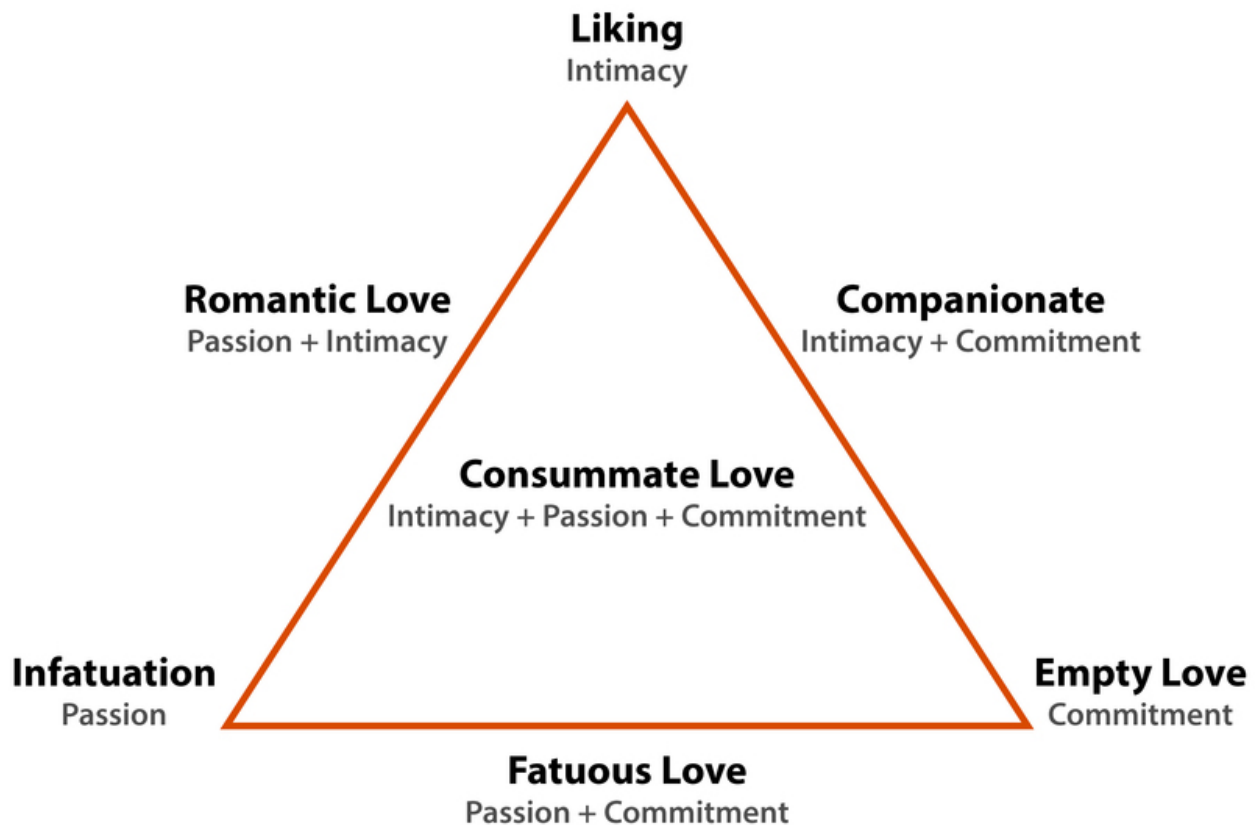 Liking
Intimacy
Romantic Love
Passion + Intimacy
Companionate
Intimacy + Commitment
Consummate Love
Intimacy + Passion + Commitment
Infatuation
Passion
Empty Love
Commitment
Fatuous Love
Passion + Commitment